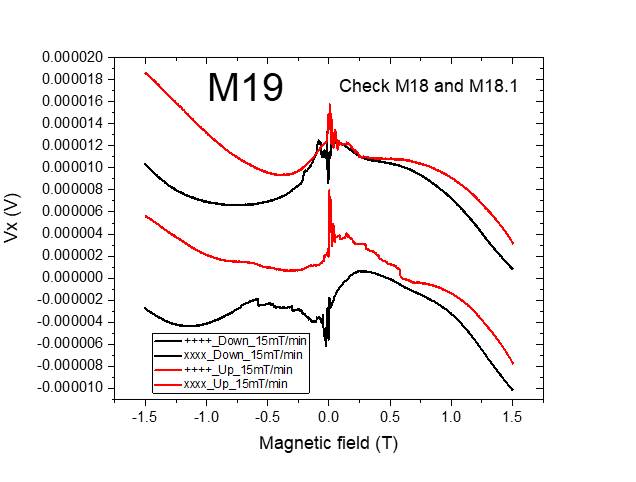 M19
Check M18 and M18.1
Vx (V)
0.000020
0.000018
0.000016
0.000014
0.000012
0.000010
0.000008
0.000006
0.000004
0.000002
0.000000
-0.000002
-0.000004
-0.000006
-0.000008
-0.000010
++++_Down_15mT/min
xxxx_Down_15mT/min
++++_Up_15mT/min
xxxx_Up_15mT/min
-1.5 -1.0 -0.5 0.0 0.5 1.0 1.5
Magnetic field (T)